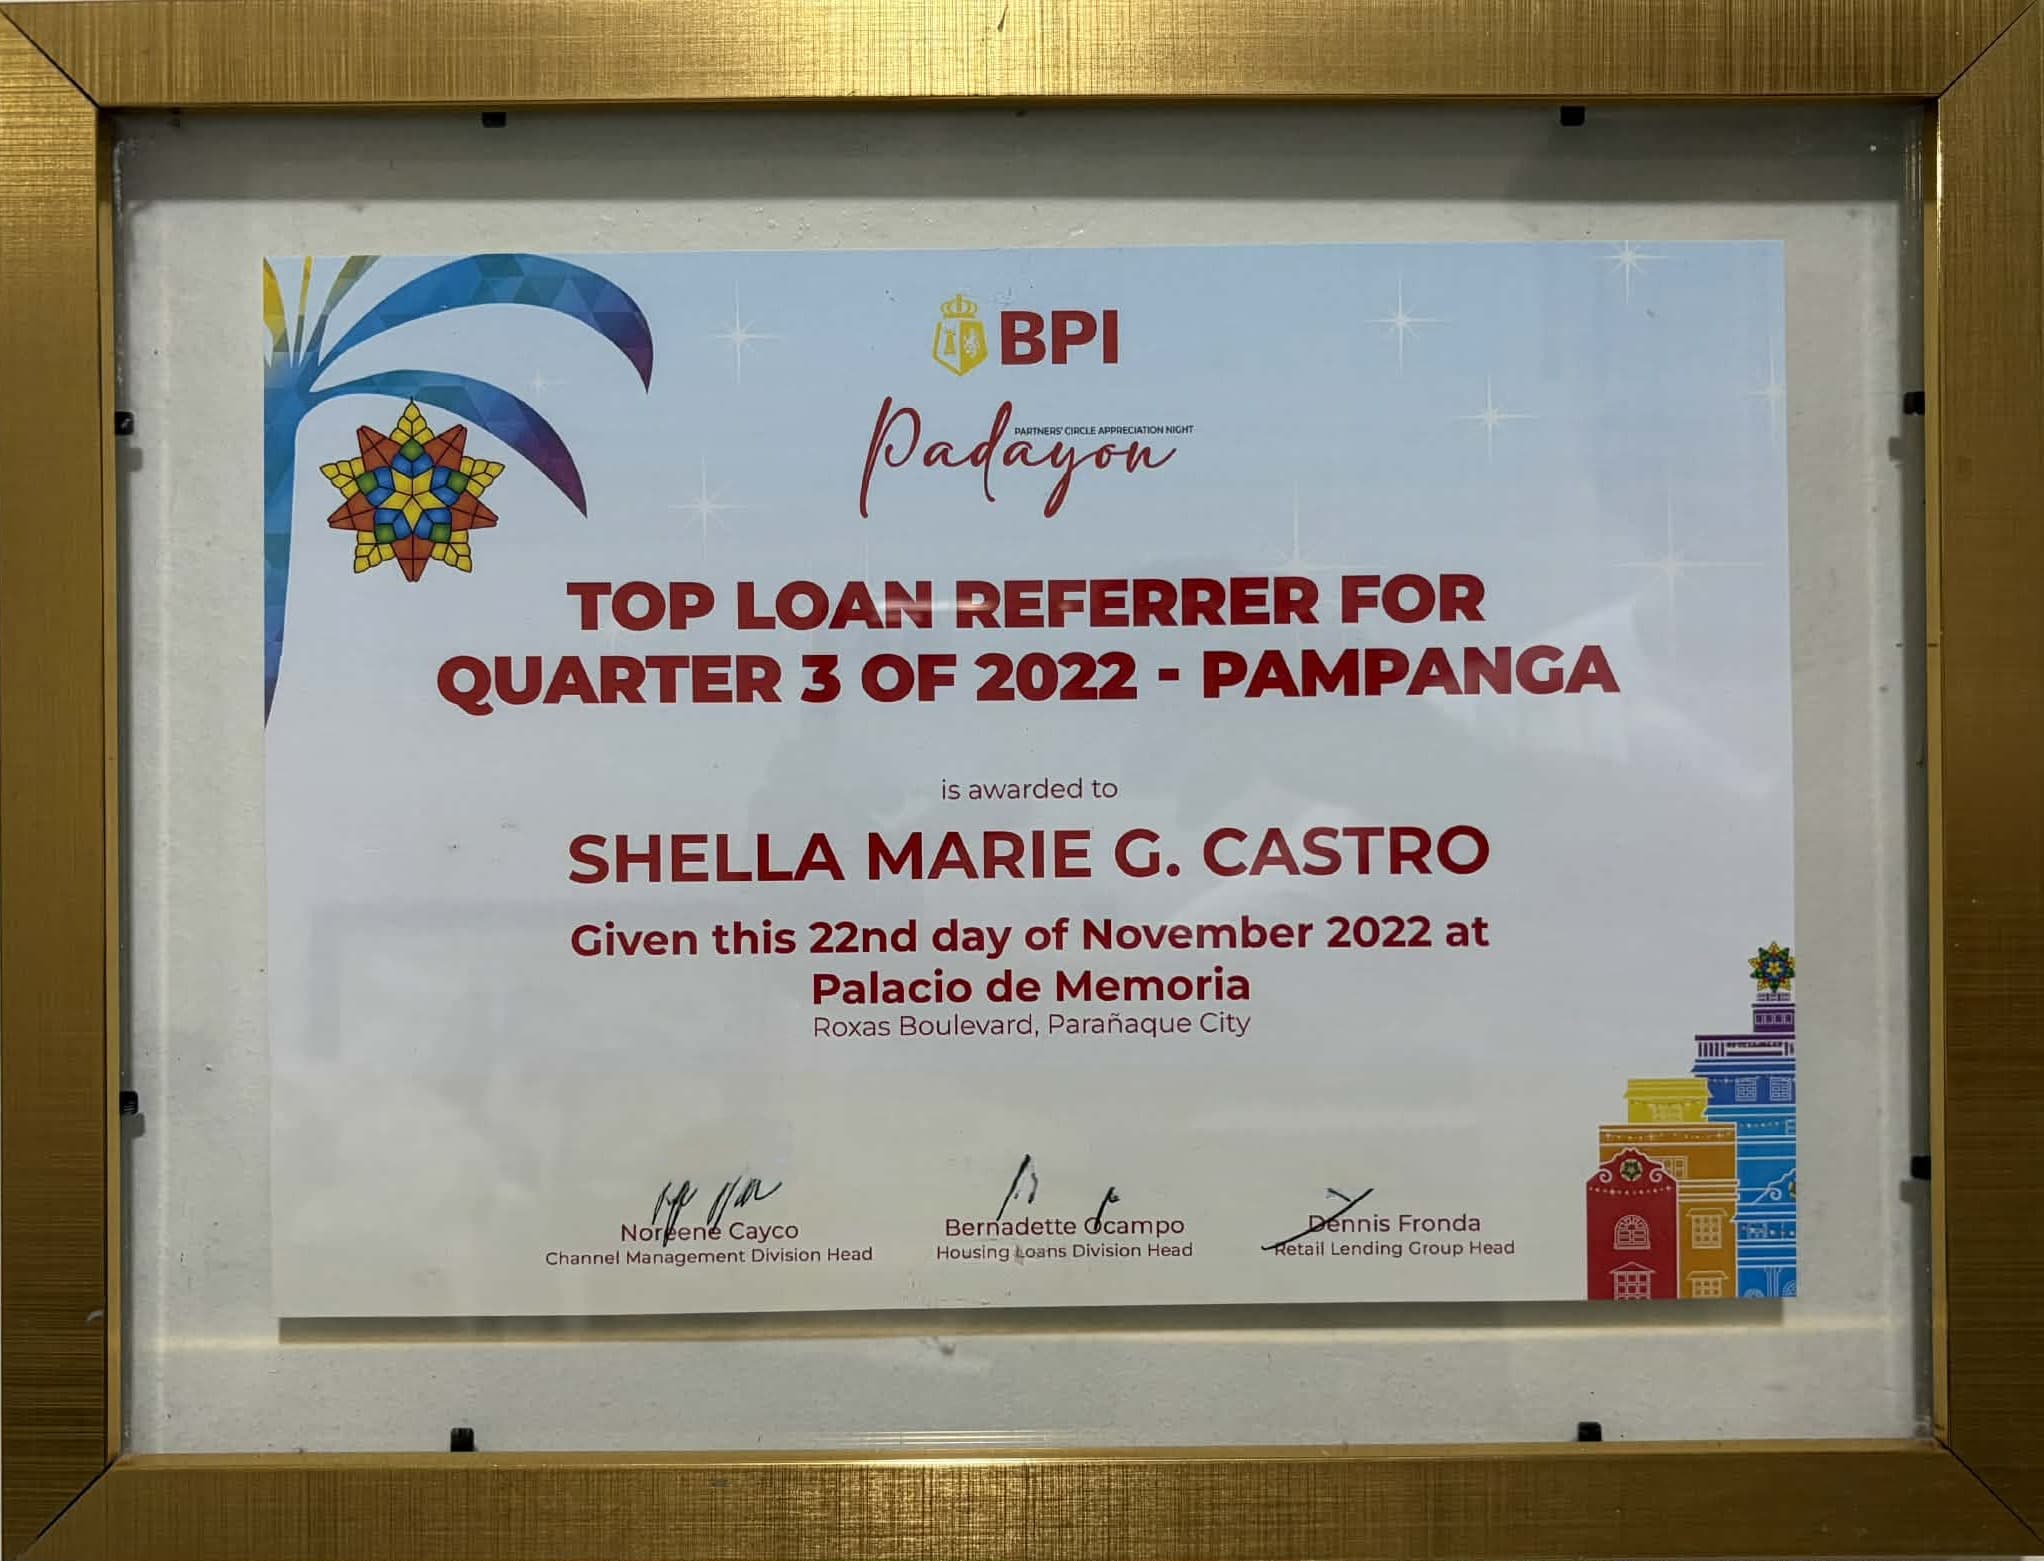 BPI
PARTNERS' CIRCLE APPRECIATION NIGHT
Padayon
TOP LOAN REFERRER FOR
QUARTER 3 OF 2022 - PAMPANGA
is awarded to
SHELLA MARIE G. CASTRO
Given this 22nd day of November 2022 at
Palacio de Memoria
Roxas Boulevard, Parañaque City
Noreene Cayco
Channel Management Division Head
Bernadette Ocampo
Housing Loans Division Head
Dennis Fronda
Retail Lending Group Head